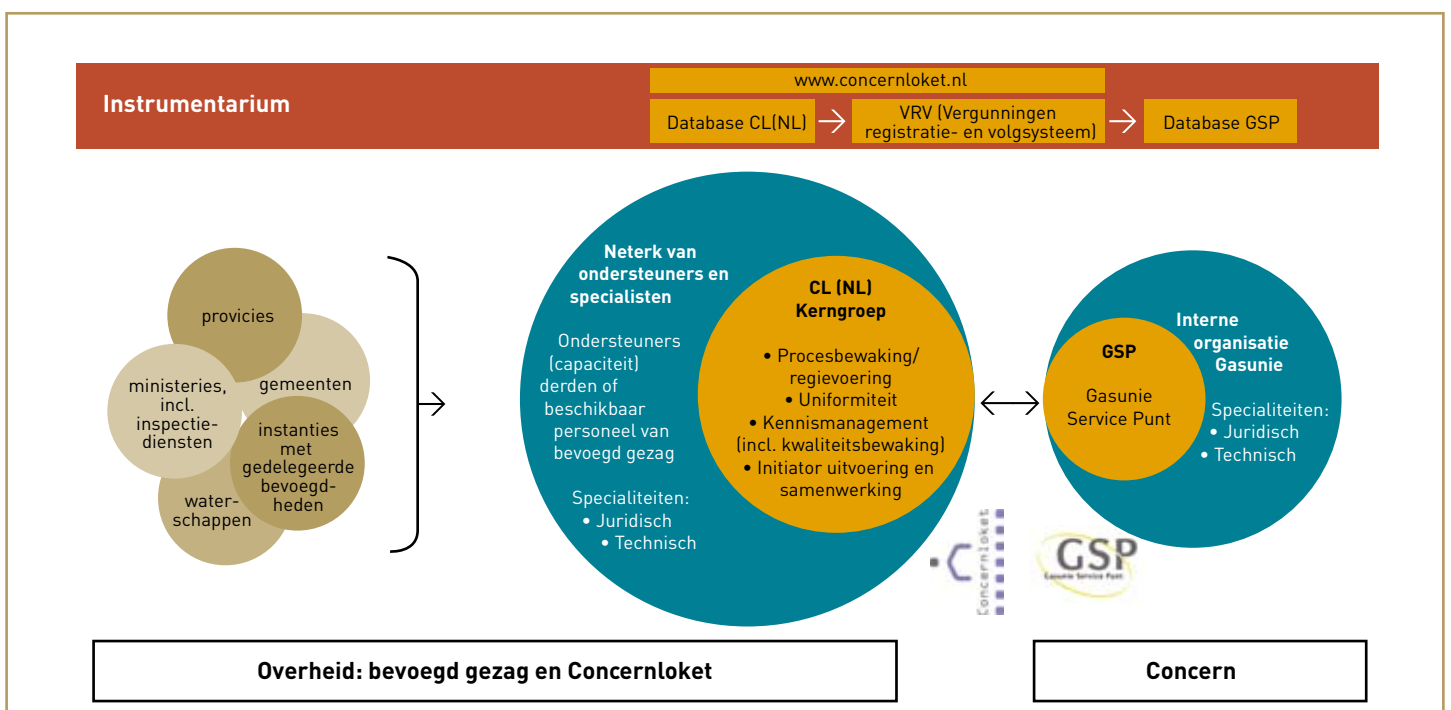 Instrumentarium
www.concernloket.nl
Database CL(NL)
VRV (Vergunningen
registratie- en volgsysteem)
Database GSP
provicies
gemeenten
ministeries,
incl.
inspectie-
diensten
instanties
met
gedelegeerde
bevoegd-
heden
water-
schappen
Neterk van
ondersteuners en
specialisten
Ondersteuners
(capaciteit)
derden of
beschikbaar
personeel van
bevoegd gezag
Specialiteiten:
• Juridisch
• Technisch
CL (NL)
Kerngroep
• Procesbewaking/
regievoering
• Uniformiteit
• Kennismanagement
(incl. kwaliteitsbewaking)
• Initiator uitvoering en
samenwerking
GSP
Gasunie
Service Punt
Interne
organisatie
Gasunie
Specialiteiten:
• Juridisch
• Technisch
Concernloket
GSP
Gasunie Service Punt
Overheid: bevoegd gezag en Concernloket
Concern